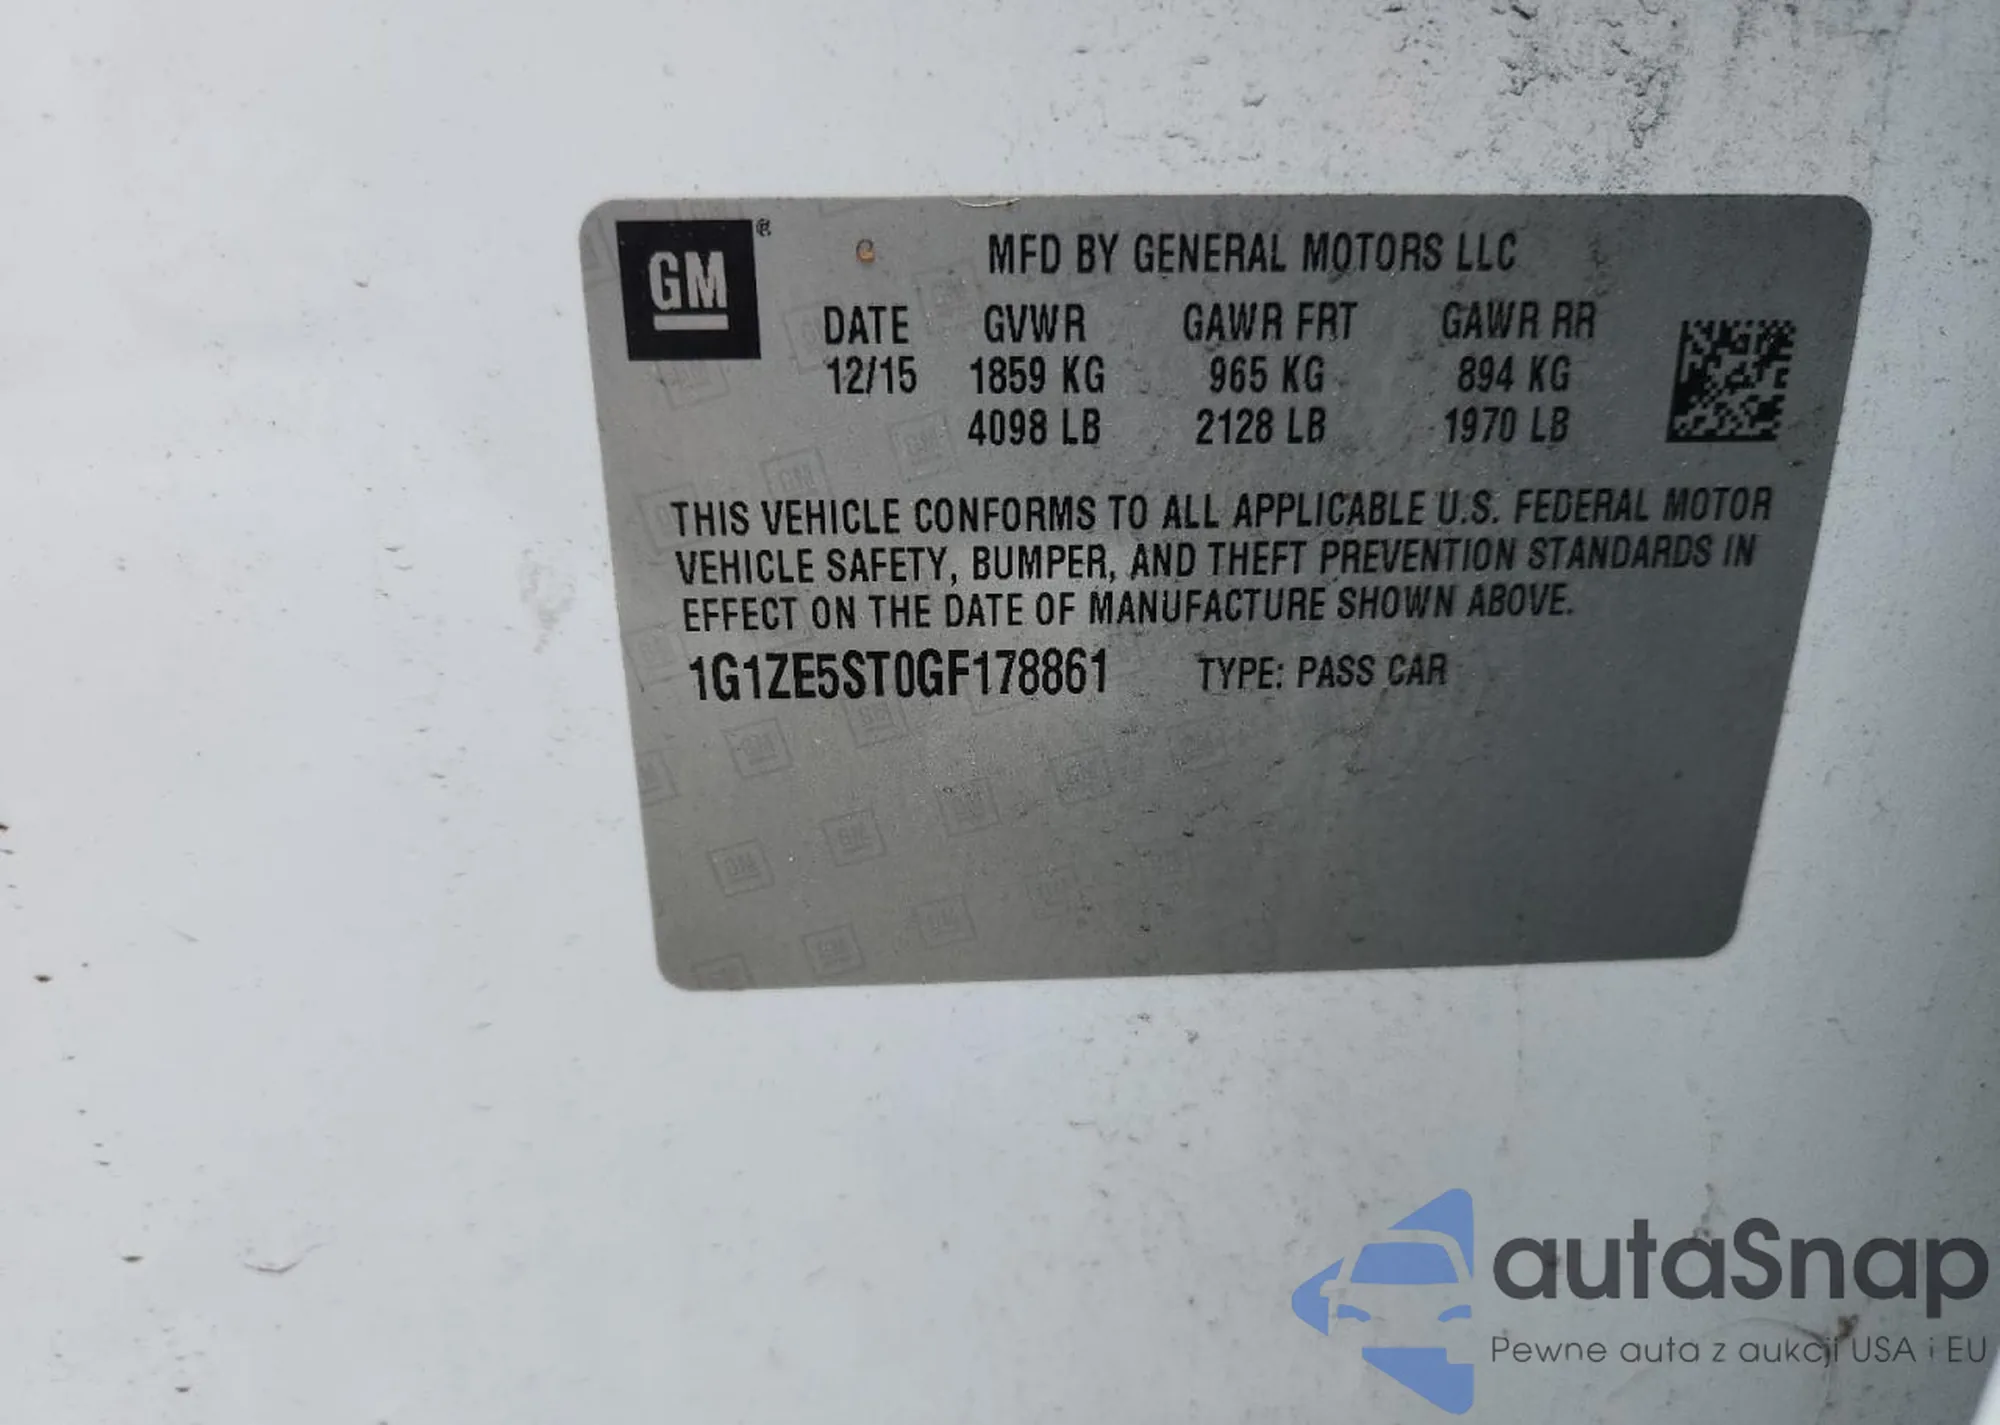 GM ®
C MFD BY GENERAL MOTORS LLC
DATE GVWR GAWR FRT GAWR RR
12/15 1859 KG 965 KG 894 KG
4098 LB 2128 LB 1970 LB
THIS VEHICLE CONFORMS TO ALL APPLICABLE U.S. FEDERAL MOTOR
VEHICLE SAFETY, BUMPER, AND THEFT PREVENTION STANDARDS IN
EFFECT ON THE DATE OF MANUFACTURE SHOWN ABOVE.
1G1ZE5ST0GF178861 TYPE: PASS CAR
autaSnap
Pewne auta z aukcji USA i EU